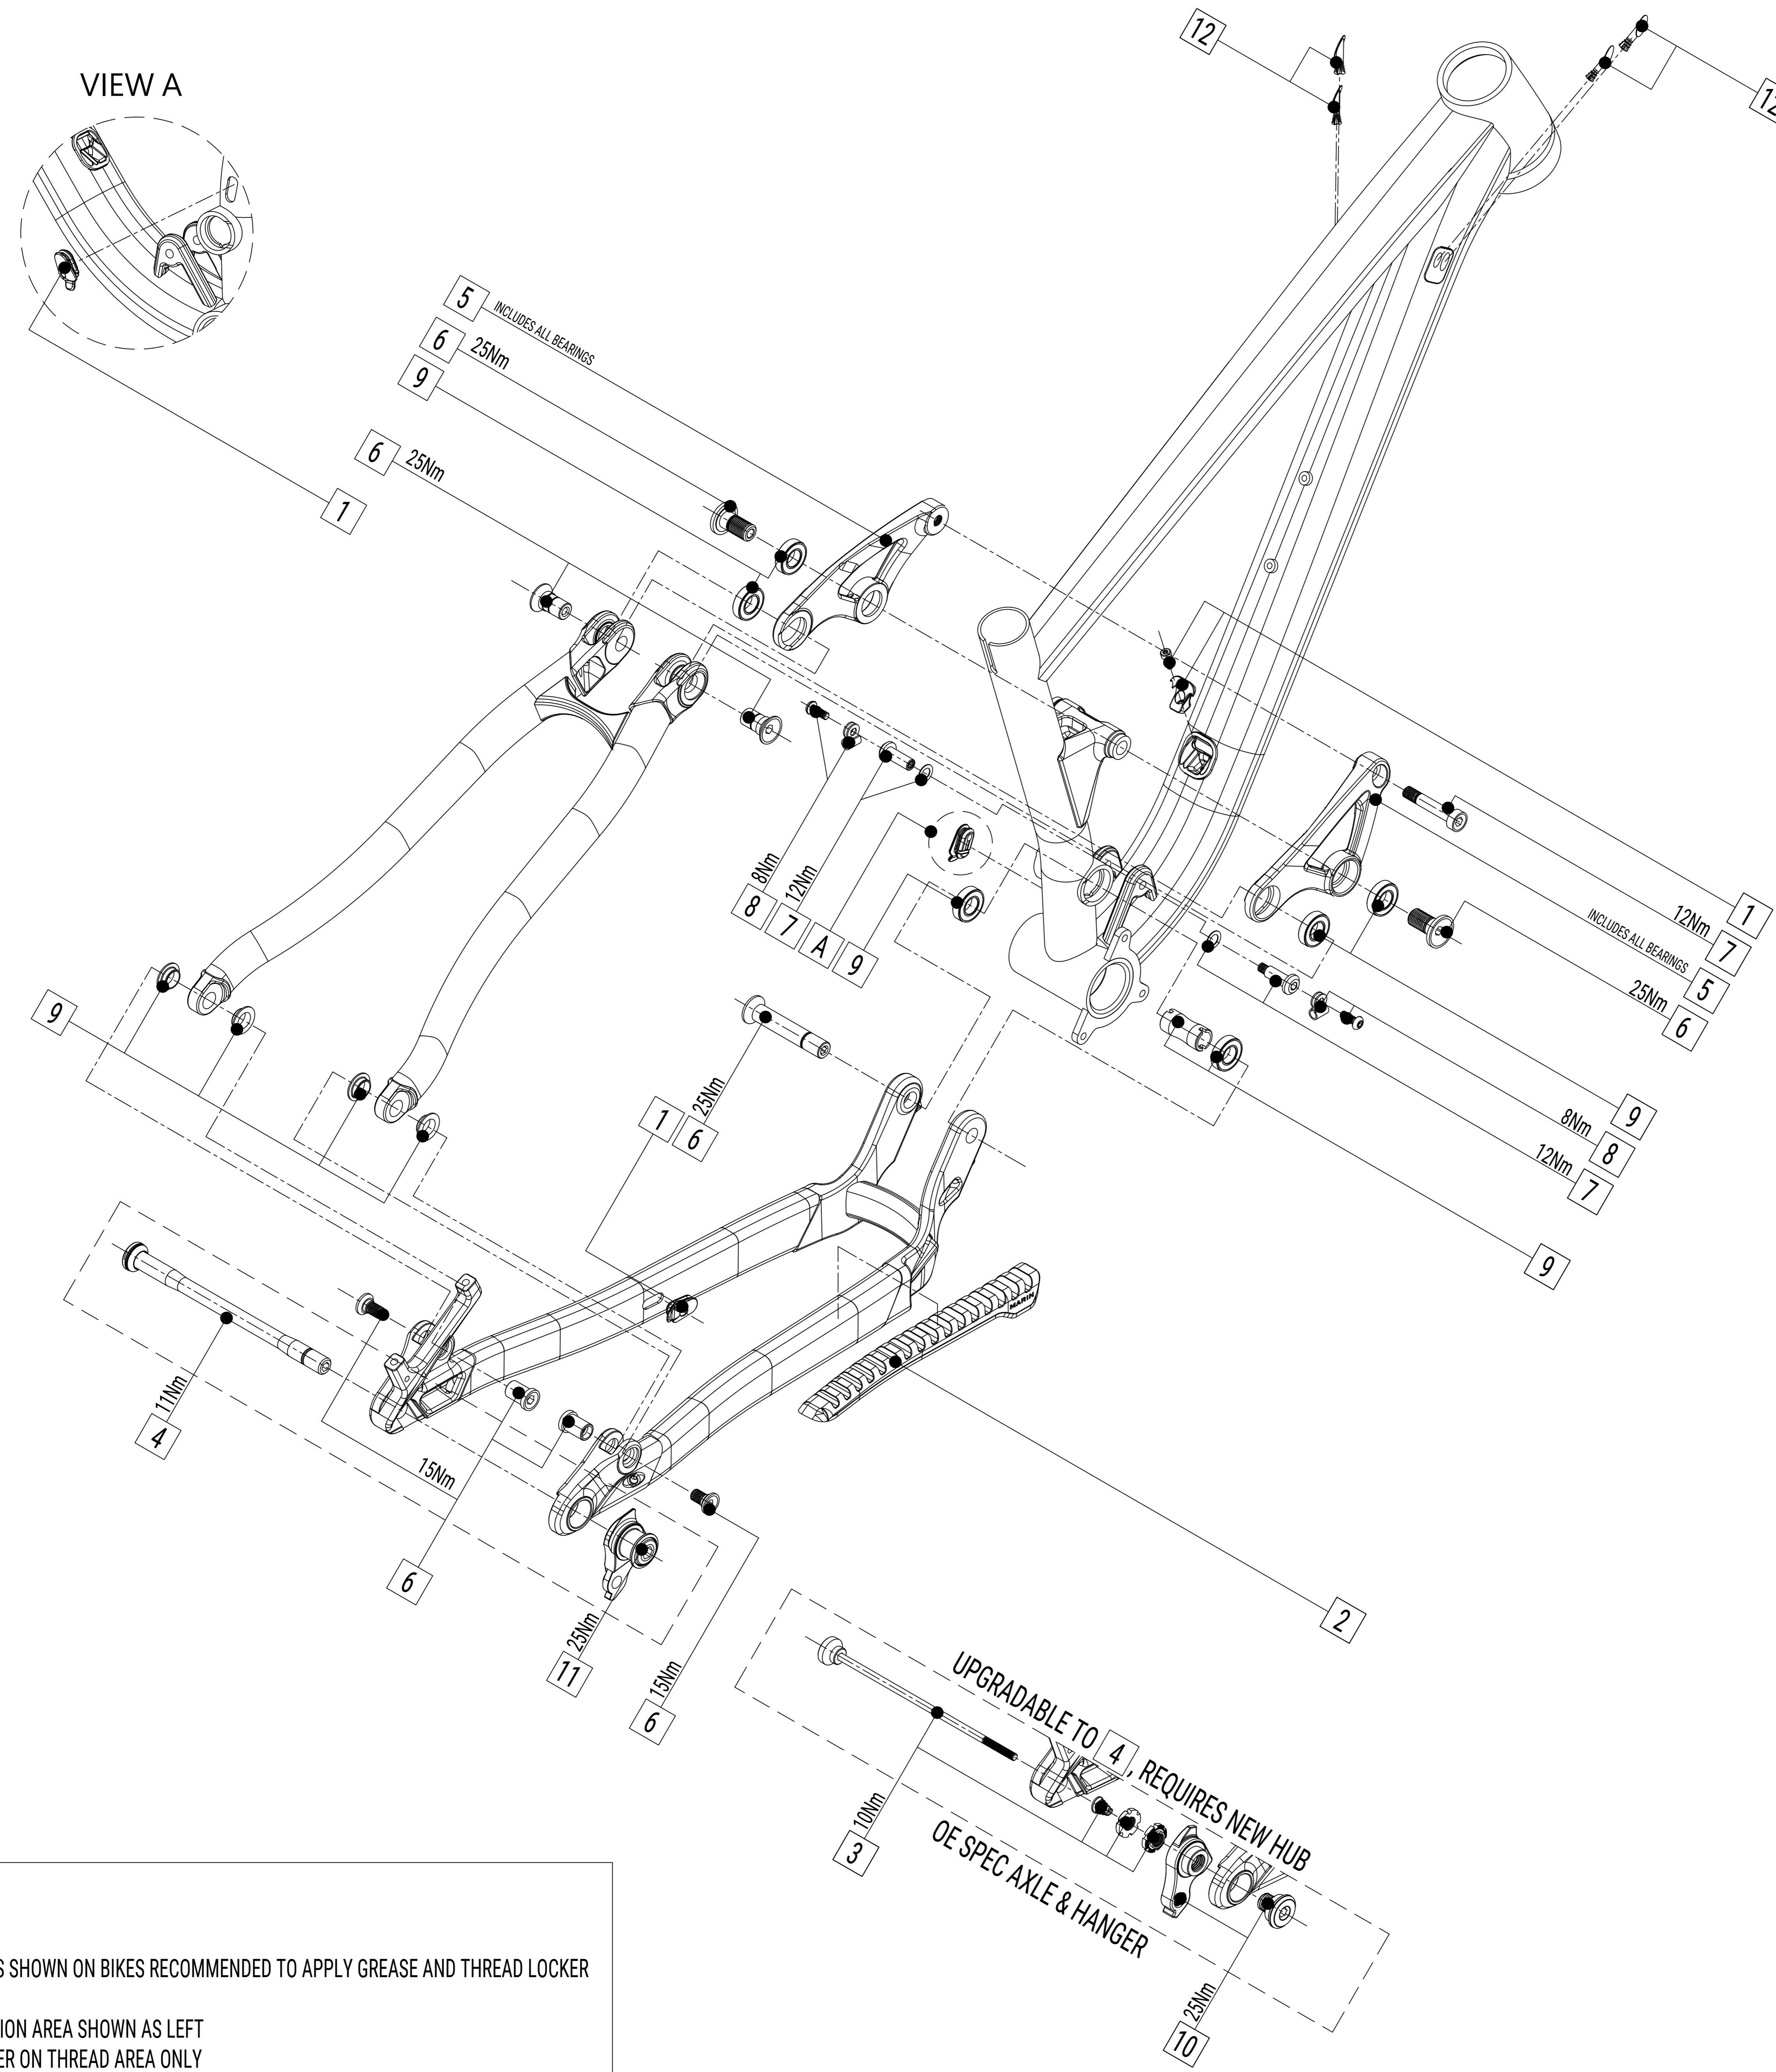 VIEW A
12
12
5 INCLUDES ALL BEARINGS
6 25Nm
9
6 25Nm
1
8 8Nm
7 12Nm
A
9
1
12Nm 7
INCLUDES ALL BEARINGS 5
25Nm 6
9
8Nm 8
12Nm 7
9
9
1
6 25Nm
MARIN
4 11Nm
15Nm
6
11 25Nm
6 15Nm
2
UPGRADABLE TO 4, REQUIRES NEW HUB
OE SPEC AXLE & HANGER
3 10Nm
10 25Nm
S SHOWN ON BIKES RECOMMENDED TO APPLY GREASE AND THREAD LOCKER
ION AREA SHOWN AS LEFT
ER ON THREAD AREA ONLY